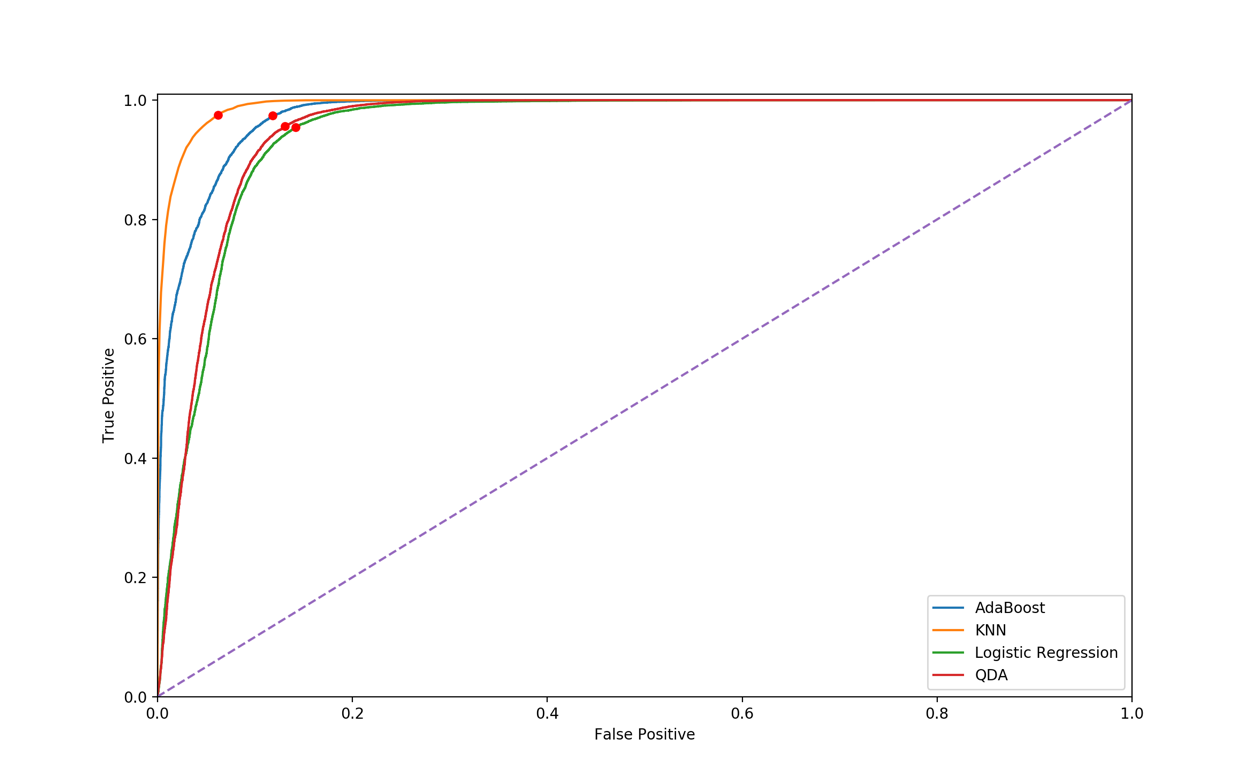 1.0
0.8
0.6
0.4
0.2
0.0
True Positive
0.0 0.2 0.4 0.6 0.8 1.0
False Positive
AdaBoost
KNN
Logistic Regression
QDA